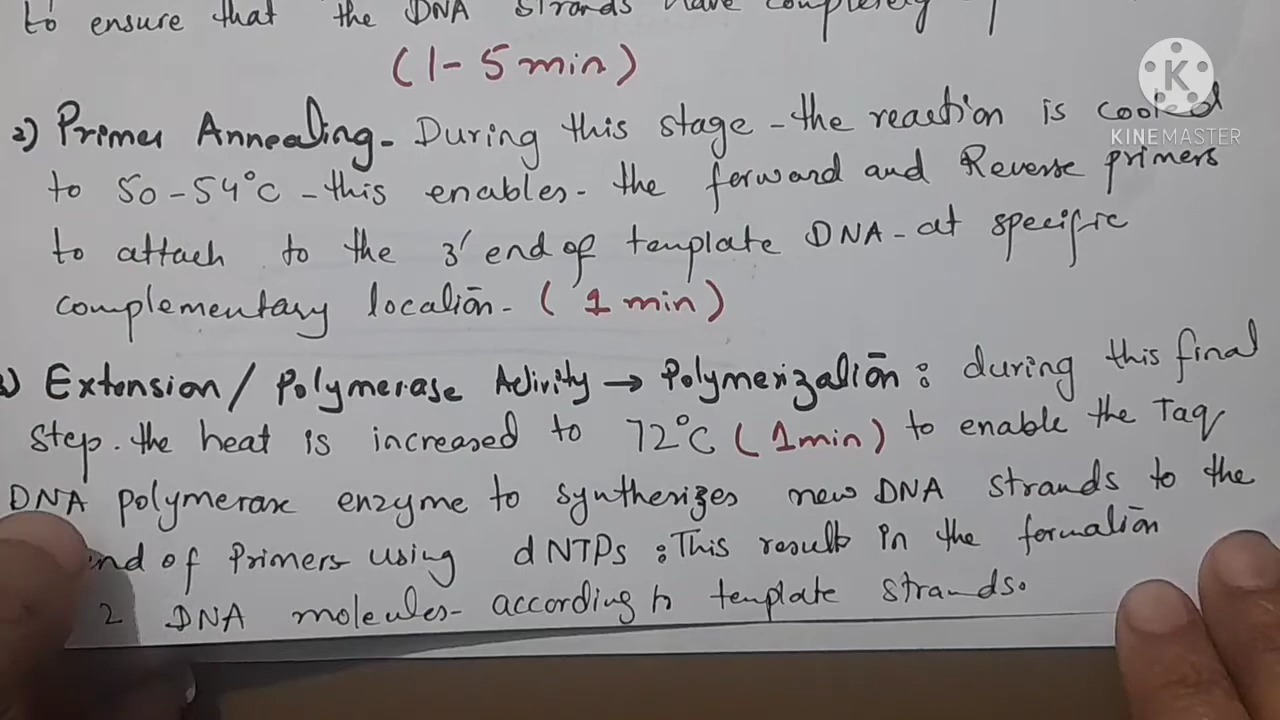 to ensure that the DNA strands have completely
(1-5 min)
K
KINEMASTER
2) Primer Annealing - During this stage - the reaction is cooled
to 50-54°C - this enables - the forward and Reverse primers
to attach to the 3' end of template DNA - at specific
complementary location - (1 min)
Extension / Polymerase Activity → Polymerization : during this final
step. the heat is increased to 72°C (1min) to enable the Taq
DNA polymerase enzyme to synthesizes new DNA strands to the
end of Primers using dNTPs : This results in the formation
2 DNA molecules - according to template strands.